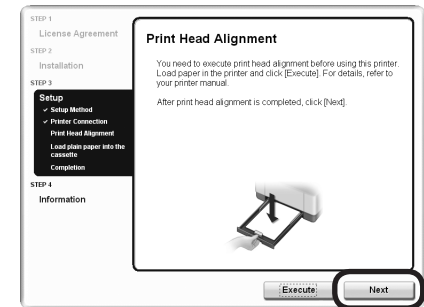 STEP 1
License Agreement
STEP 2
Installation
STEP 3
Setup
✓ Setup Method
✓ Printer Connection
Print Head Alignment
Load plain paper into the
cassette
Completion
STEP 4
Information
Print Head Alignment
You need to execute print head alignment before using this printer.
Load paper in the printer and click [Execute]. For details, refer to
your printer manual.
After print head alignment is completed, click [Next].
Execute
Next